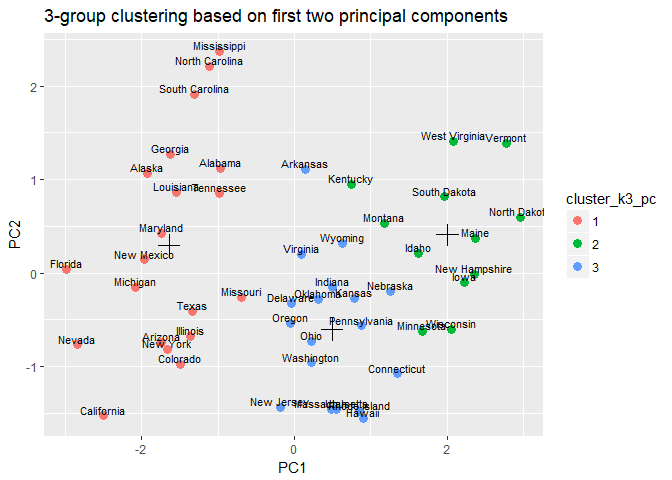 3-group clustering based on first two principal components
Mississippi
North Carolina
South Carolina
West Virginia
Vermont
Georgia
Alabama
Arkansas
Alaska
Kentucky
Louisiana
Tennessee
South Dakota
North Dakot
Montana
Maryland
Maine
Wyoming
Idaho
Virginia
New Mexico
Florida
New Hampshire
Iowa
Michigan
Indiana
Nebraska
Missouri
Oklahoma
Kansas
Delaware
Texas
Oregon
Pennsylvania
Minnesota
Wisconsin
Illinois
Arizona
New York
Ohio
Nevada
Colorado
Washington
Connecticut
New Jersey
Massachusetts
Utah
Rhode Island
Hawaii
California
2
1
0
-1
-2
0
2
PC1
PC2
cluster_k3_pc
1
2
3